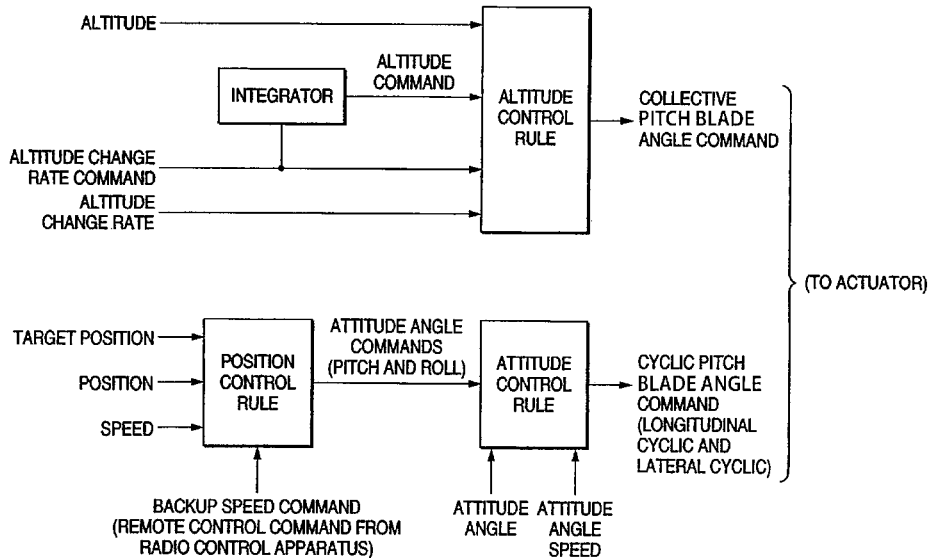 ALTITUDE
ALTITUDE
COMMAND
INTEGRATOR
ALTITUDE
CONTROL
RULE
COLLECTIVE
PITCH BLADE
ANGLE COMMAND
ALTITUDE CHANGE
RATE COMMAND
ALTITUDE
CHANGE RATE
(TO ACTUATOR)
TARGET POSITION
POSITION
SPEED
POSITION
CONTROL
RULE
ATTITUDE ANGLE
COMMANDS
(PITCH AND ROLL)
ATTITUDE
CONTROL
RULE
CYCLIC PITCH
BLADE ANGLE
COMMAND
(LONGITUDINAL
CYCLIC AND
LATERAL CYCLIC)
BACKUP SPEED COMMAND
(REMOTE CONTROL COMMAND FROM
RADIO CONTROL APPARATUS)
ATTITUDE
ANGLE
ATTITUDE
ANGLE
SPEED